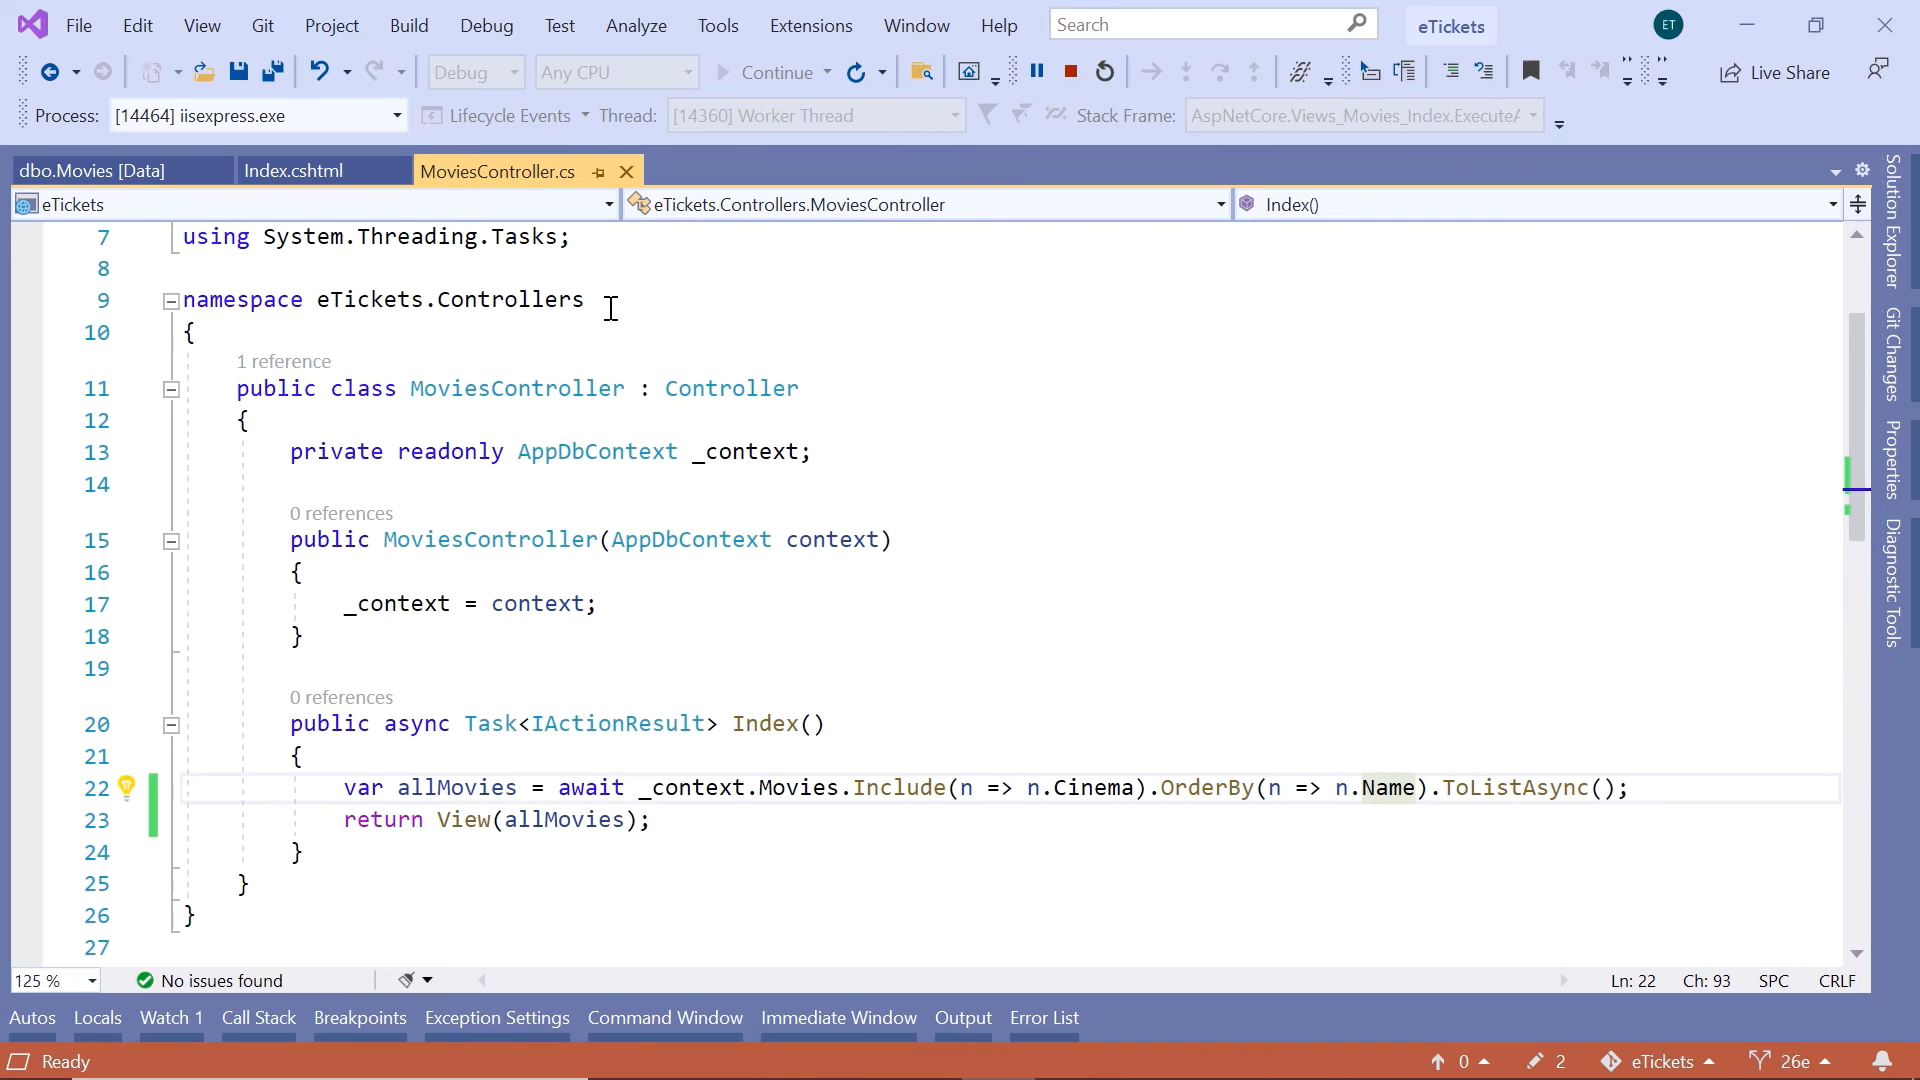 File Edit View Git Project Build Debug Test Analyze Tools Extensions Window Help Search eTickets ET
Debug Any CPU Continue Live Share
Process: [14464] iisexpress.exe Lifecycle Events Thread: [14360] Worker Thread Stack Frame: AspNetCore.Views_Movies_Index.ExecuteA
dbo.Movies [Data] Index.cshtml MoviesController.cs
eTickets eTickets.Controllers.MoviesController Index()
7 using System.Threading.Tasks;
8
9 namespace eTickets.Controllers
10 {
1 reference
11 public class MoviesController : Controller
12 {
13 private readonly AppDbContext _context;
14
0 references
15 public MoviesController(AppDbContext context)
16 {
17 _context = context;
18 }
19
0 references
20 public async Task<IActionResult> Index()
21 {
22 var allMovies = await _context.Movies.Include(n => n.Cinema).OrderBy(n => n.Name).ToListAsync();
23 return View(allMovies);
24 }
25 }
26 }
27
125 % No issues found Ln: 22 Ch: 93 SPC CRLF
Autos Locals Watch 1 Call Stack Breakpoints Exception Settings Command Window Immediate Window Output Error List
Ready 0 2 eTickets 26e
Solution Explorer
Git Changes
Properties
Diagnostic Tools